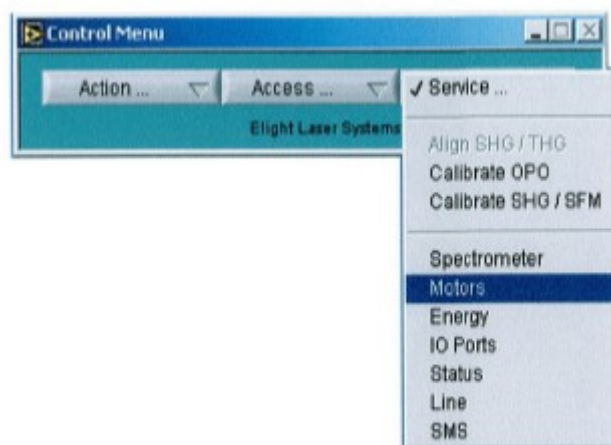 Control Menu
Action ...
Access ...
✓ Service ...
Elight Laser Systems
Align SHG / THG
Calibrate OPO
Calibrate SHG / SFM
Spectrometer
Motors
Energy
IO Ports
Status
Line
SMS